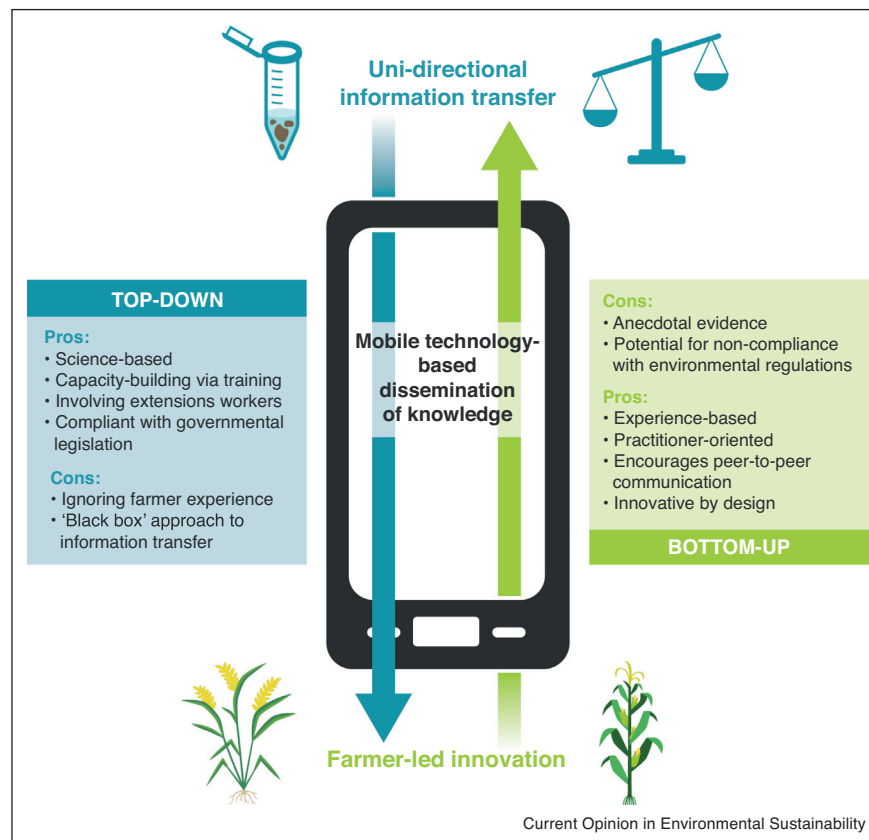 Uni-directional
information transfer
TOP-DOWN
Pros:
• Science-based
• Capacity-building via training
• Involving extensions workers
• Compliant with governmental
legislation
Cons:
• Ignoring farmer experience
• ‘Black box’ approach to
information transfer
Mobile technology-
based
dissemination
of knowledge
Cons:
• Anecdotal evidence
• Potential for non-compliance
with environmental regulations
Pros:
• Experience-based
• Practitioner-oriented
• Encourages peer-to-peer
communication
• Innovative by design
BOTTOM-UP
Farmer-led innovation
Current Opinion in Environmental Sustainability